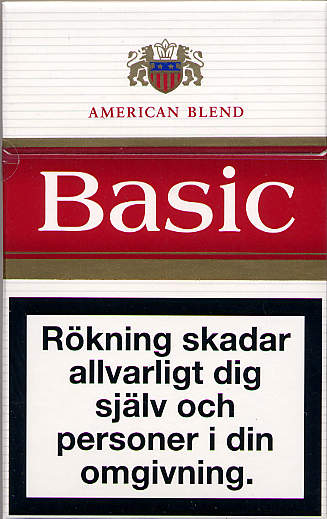 AMERICAN BLEND
Basic
Rökning skadar
allvarligt dig
själv och
personer i din
omgivning.